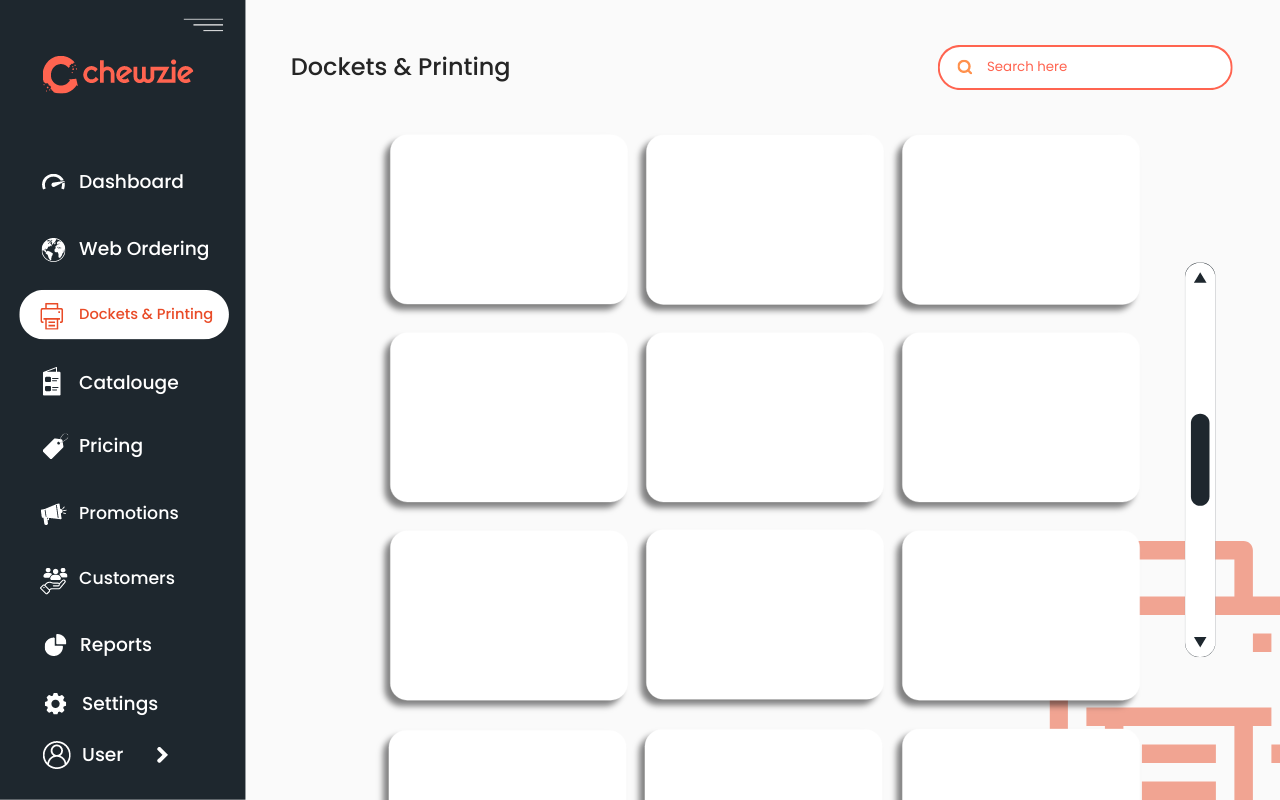 chewzie
Dockets & Printing
Search here
Dashboard
Web Ordering
Dockets & Printing
Catalouge
Pricing
Promotions
Customers
Reports
Settings
User